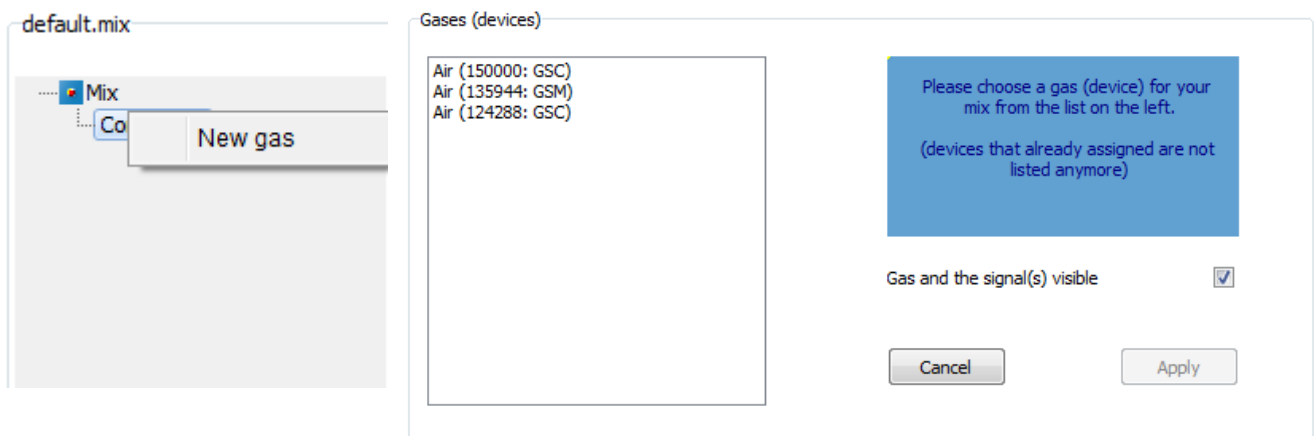 default.mix
Mix
New gas
Gases (devices)
Air (150000: GSC)
Air (135944: GSM)
Air (124288: GSC)
Please choose a gas (device) for your
mix from the list on the left.
(devices that already assigned are not
listed anymore)
Gas and the signal(s) visible
Cancel
Apply